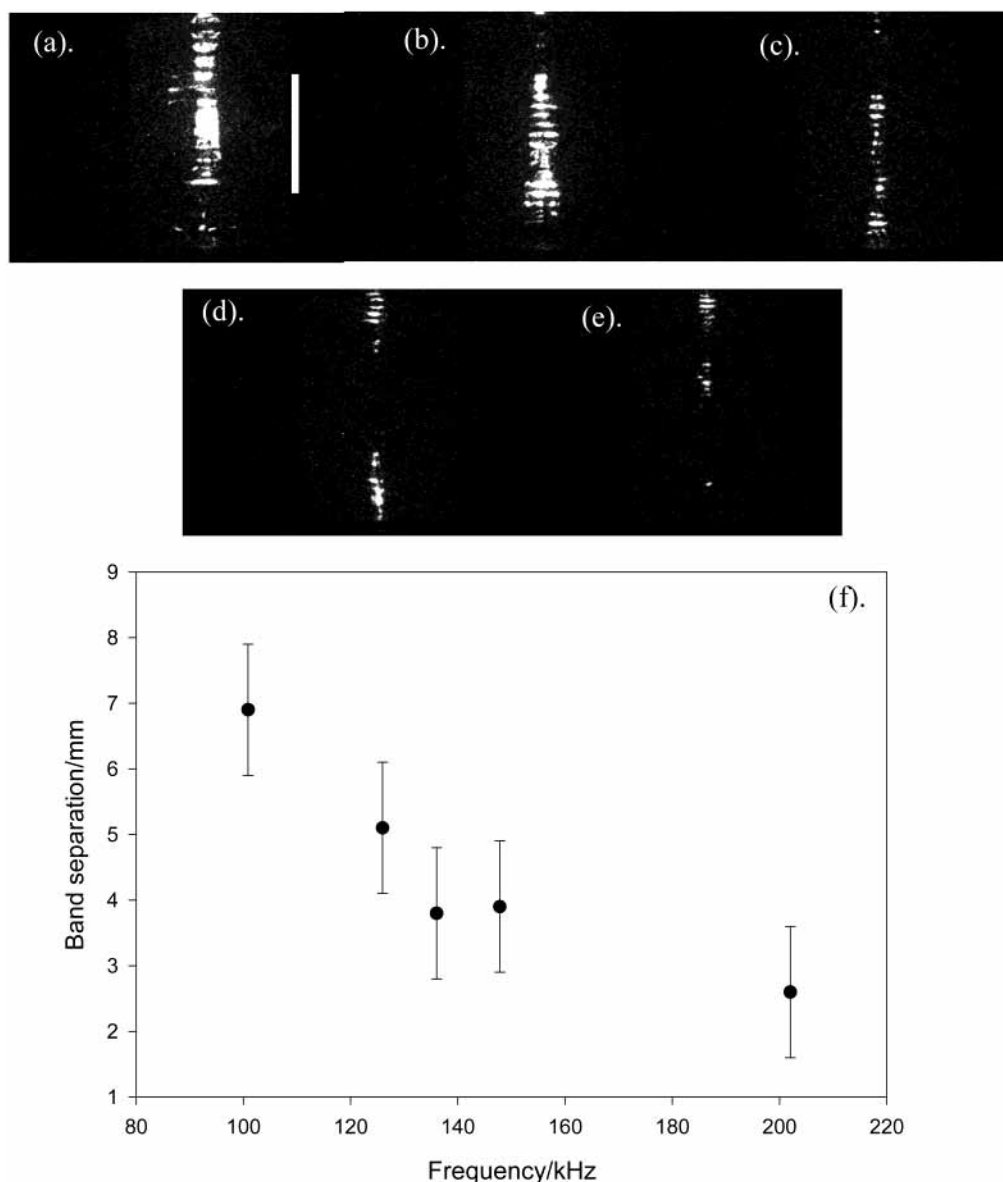 (a).
(b).
(c).
(d).
(e).
(f).
9
8
7
6
5
4
3
2
1
Band separation/mm
80 100 120 140 160 180 200 220
Frequency/kHz